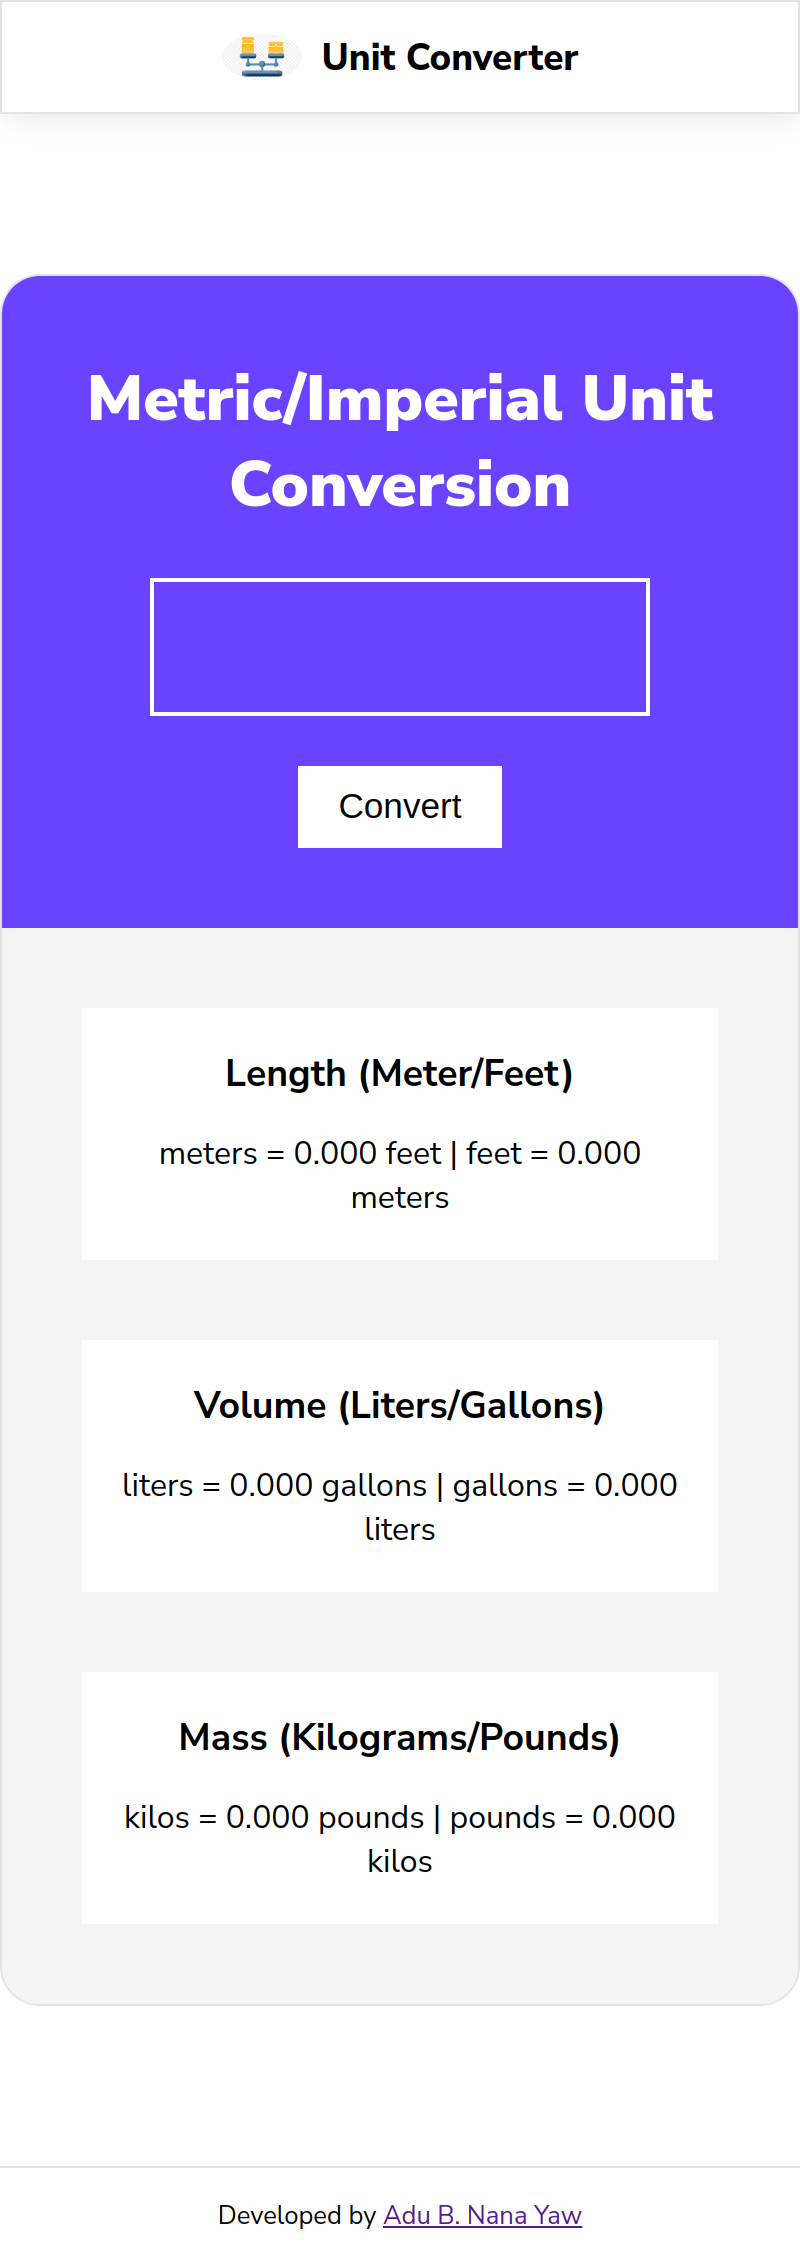 Unit Converter
Metric/Imperial Unit
Conversion
Convert
Length (Meter/Feet)
meters = 0.000 feet | feet = 0.000
meters
Volume (Liters/Gallons)
liters = 0.000 gallons | gallons = 0.000
liters
Mass (Kilograms/Pounds)
kilos = 0.000 pounds | pounds = 0.000
kilos
Developed by Adu B. Nana Yaw